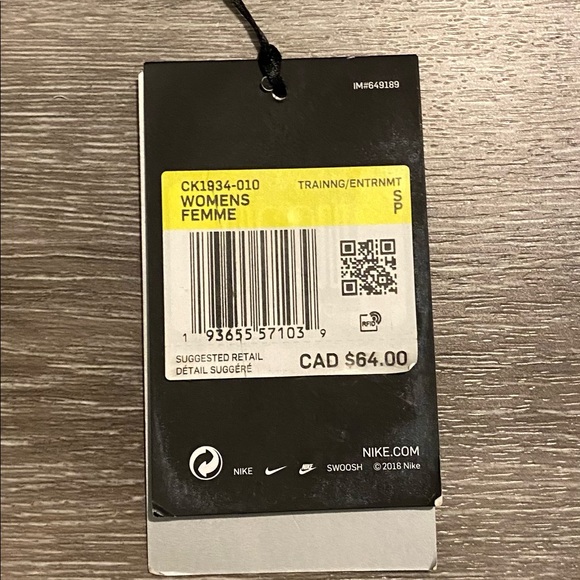 IM#649189
CK1934-010 TRAINNG/ENTRNMT
WOMENS S
FEMME P
1 93655 57103 9
RFID
SUGGESTED RETAIL
DÉTAIL SUGGÉRÉ
CAD $64.00
NIKE.COM
NIKE SWOOSH ©2016 Nike